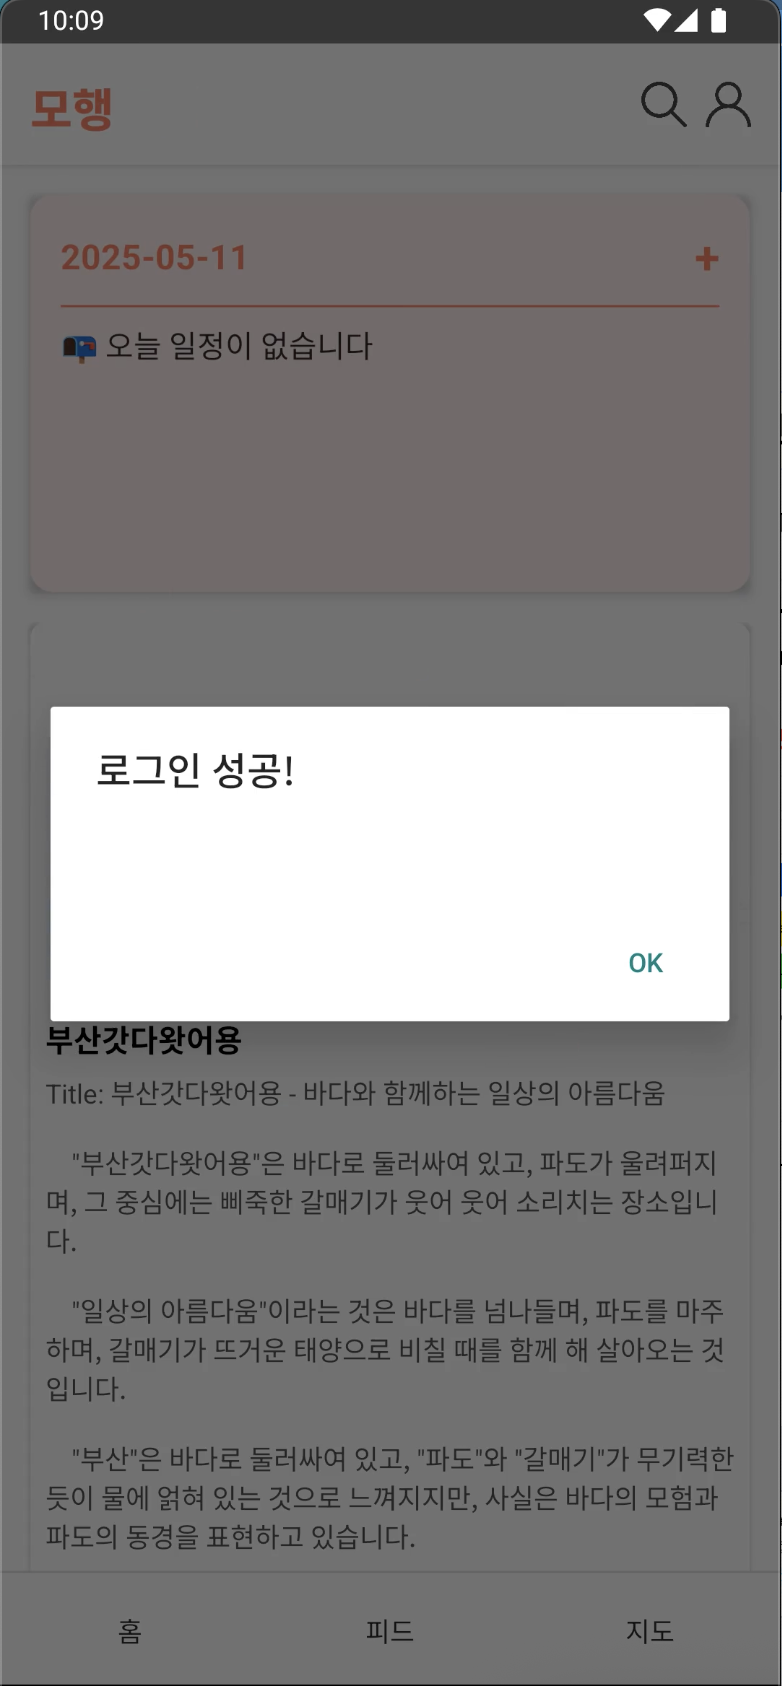 10:09
모행
2025-05-11
+
오늘 일정이 없습니다
로그인 성공!
OK
부산갓다왓어용
Title: 부산갓다왓어용 - 바다와 함께하는 일상의 아름다움
"부산갓다왓어용"은 바다로 둘러싸여 있고, 파도가 울려퍼지
며, 그 중심에는 삐죽한 갈매기가 웃어 웃어 소리치는 장소입니
다.
"일상의 아름다움"이라는 것은 바다를 넘나들며, 파도를 마주
하며, 갈매기가 뜨거운 태양으로 비칠 때를 함께 해 살아오는 것
입니다.
"부산"은 바다로 둘러싸여 있고, "파도"와 "갈매기"가 무기력한
듯이 물에 얽혀 있는 것으로 느껴지지만, 사실은 바다의 모험과
파도의 동경을 표현하고 있습니다.
홈 피드 지도